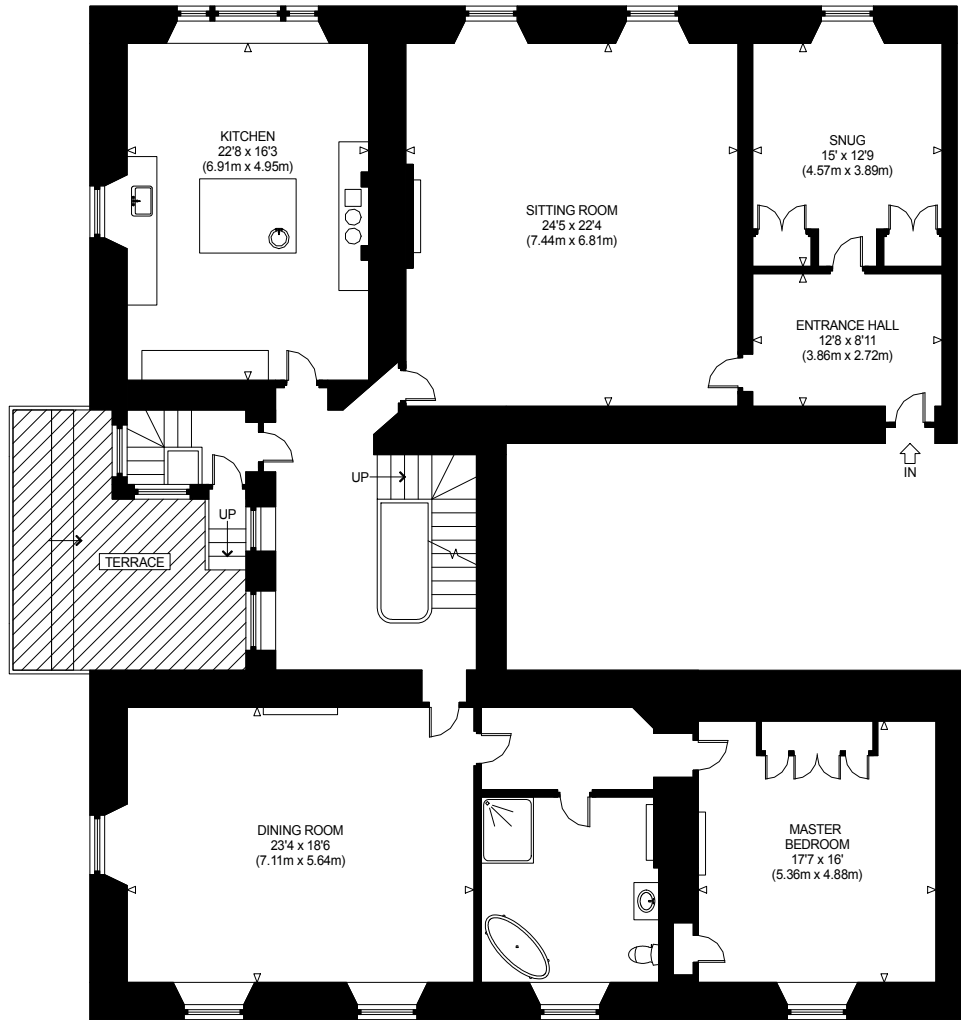 KITCHEN
22'8 x 16'3
(6.91m x 4.95m)
SITTING ROOM
24'5 x 22'4
(7.44m x 6.81m)
SNUG
15' x 12'9
(4.57m x 3.89m)
ENTRANCE HALL
12'8 x 8'11
(3.86m x 2.72m)
IN
UP
UP
TERRACE
DINING ROOM
23'4 x 18'6
(7.11m x 5.64m)
MASTER
BEDROOM
17'7 x 16'
(5.36m x 4.88m)